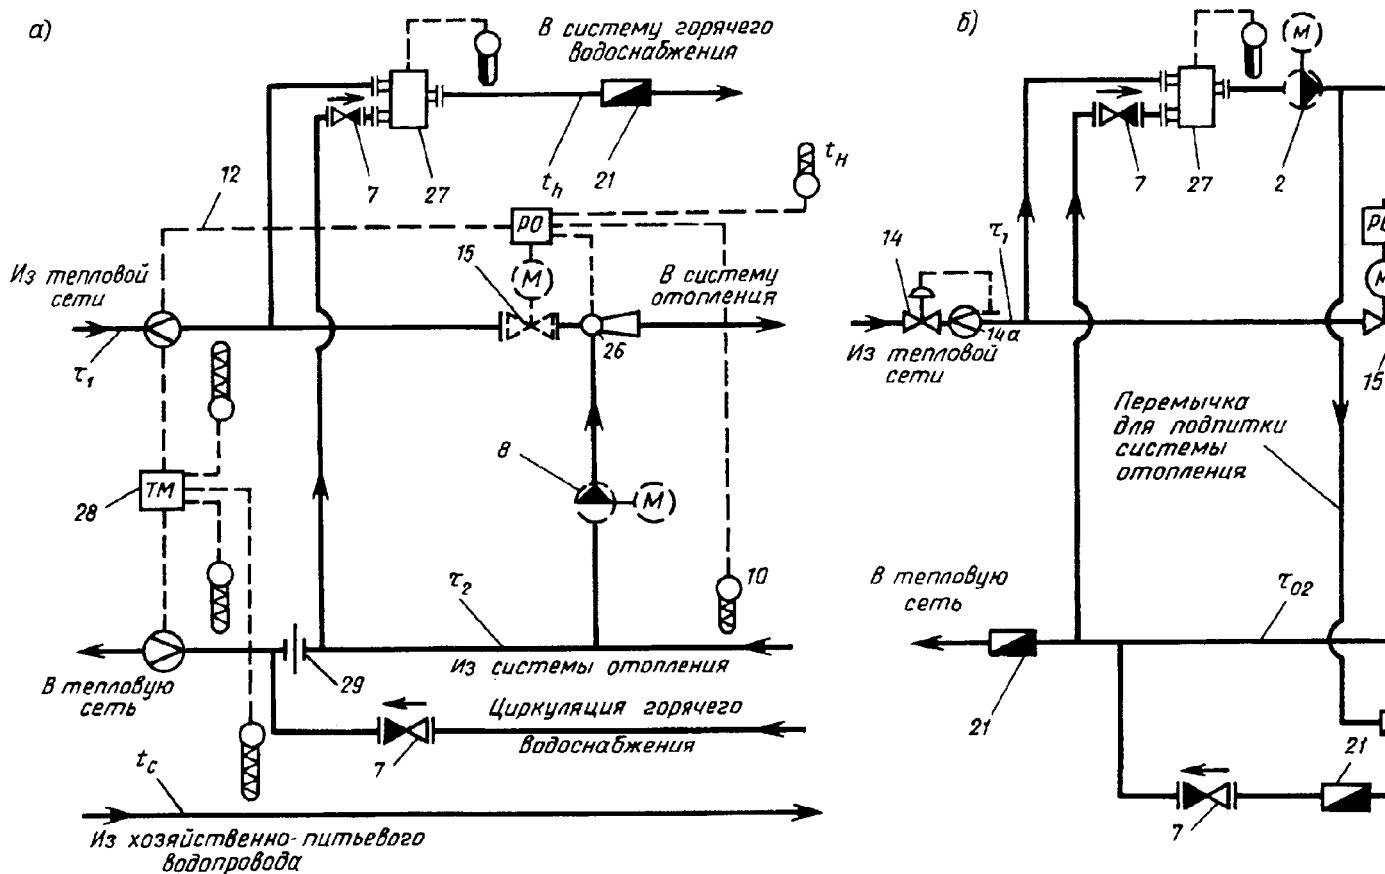 а)
В систему горячего
водоснабжения
7
27
t_h
21
t_н
12
РО
15
М
Из тепловой
сети
В систему
отопления
τ₁
26
8
М
ТМ
28
τ₂
10
В тепловую
сеть
29
Из системы отопления
Циркуляция горячего
водоснабжения
7
t_c
Из хозяйственно-питьевого
водопровода
б)
М
7
27
2
14
τ₁
14а
М
15
Из тепловой
сети
Перемычка
для подпитки
системы
отопления
В тепловую
сеть
τ₀₂
21
21
7